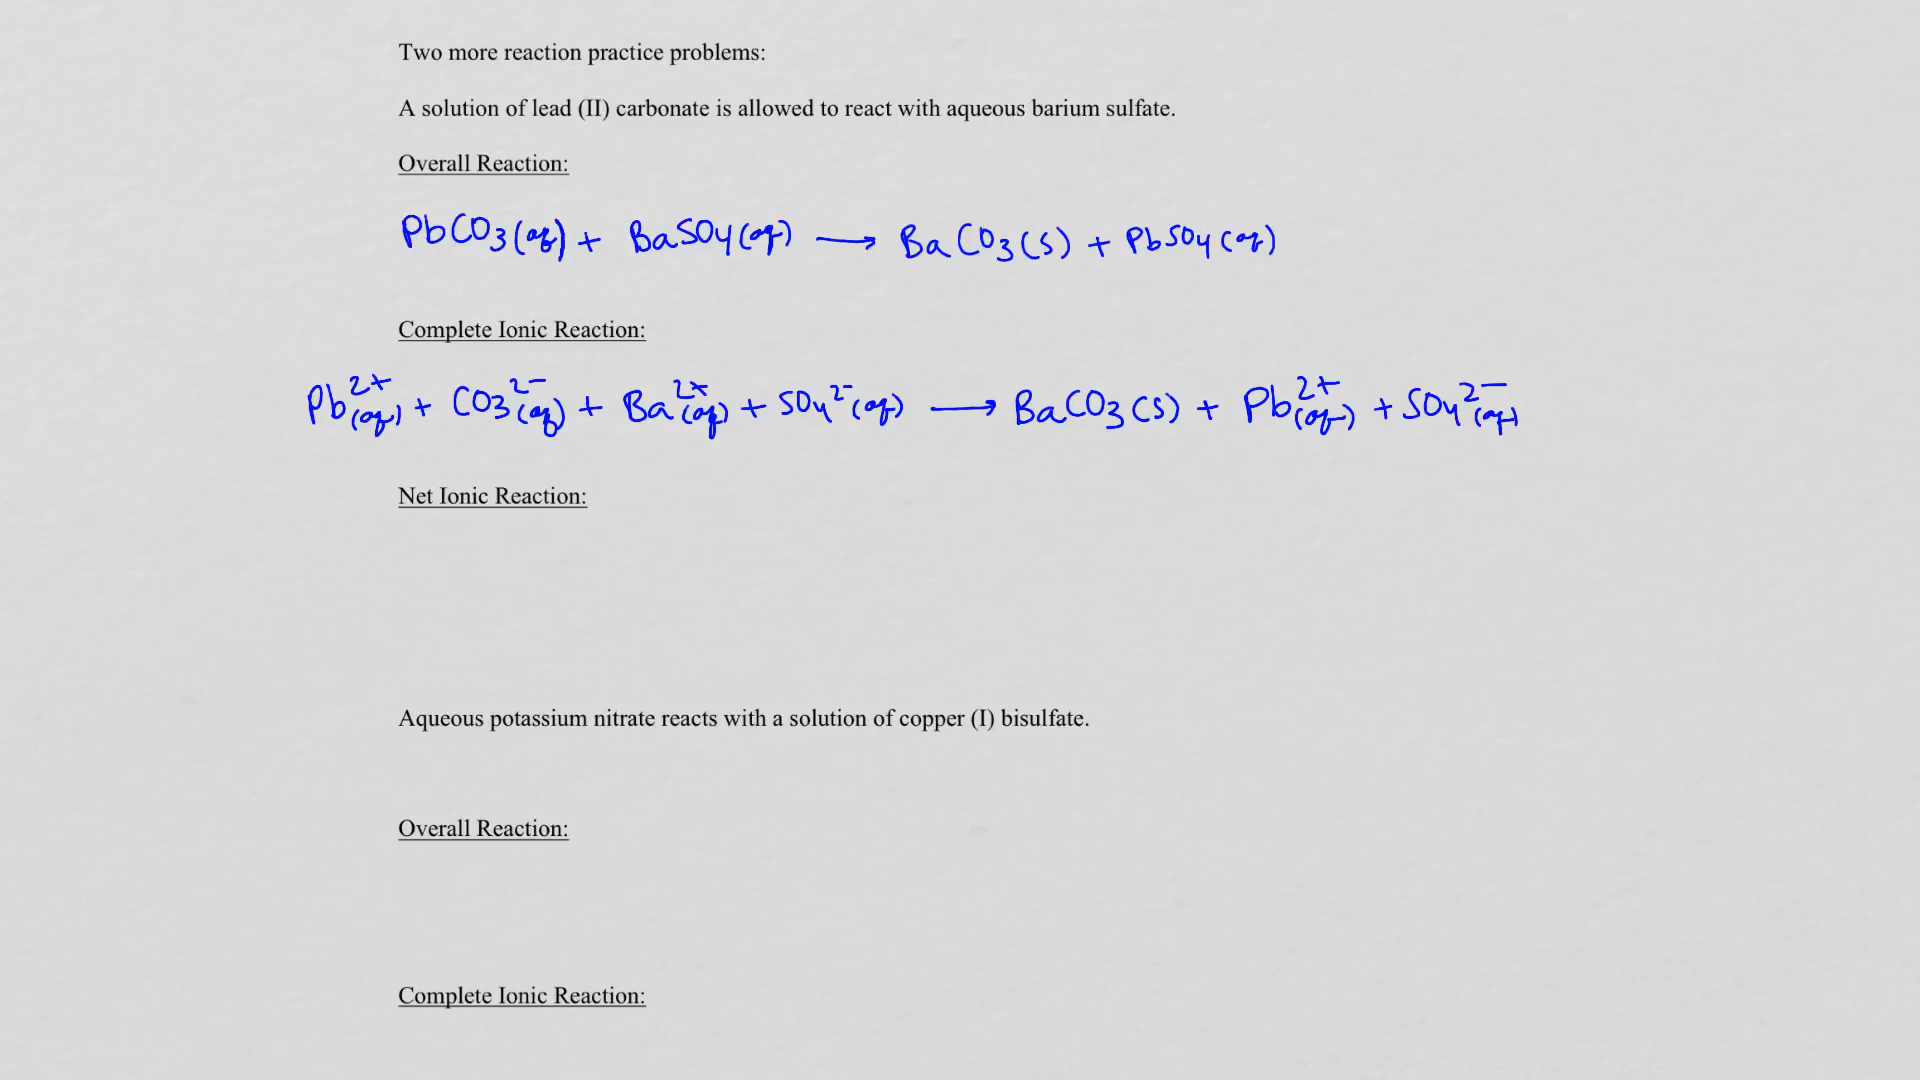 Two more reaction practice problems:
A solution of lead (II) carbonate is allowed to react with aqueous barium sulfate.
Overall Reaction:
PbCO3(aq) + BaSO4(aq) → BaCO3(s) + PbSO4(aq)
Complete Ionic Reaction:
Pb²⁺(aq) + CO3²⁻(aq) + Ba²⁺(aq) + SO4²⁻(aq) → BaCO3(s) + Pb²⁺(aq) + SO4²⁻(aq)
Net Ionic Reaction:
Aqueous potassium nitrate reacts with a solution of copper (I) bisulfate.
Overall Reaction:
Complete Ionic Reaction: